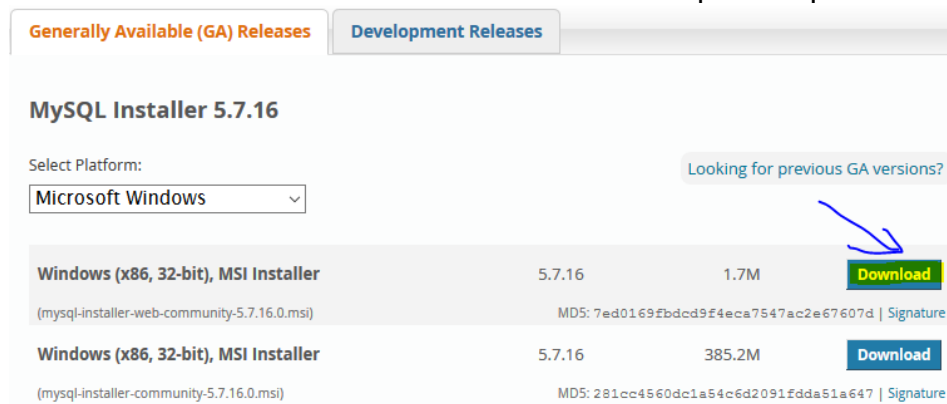 Generally Available (GA) Releases
Development Releases
MySQL Installer 5.7.16
Select Platform:
Looking for previous GA versions?
Microsoft Windows
Windows (x86, 32-bit), MSI Installer 5.7.16 1.7M Download
(mysql-installer-web-community-5.7.16.0.msi) MD5: 7ed0169fbdcd9f4eca7547ac2e67607d | Signature
Windows (x86, 32-bit), MSI Installer 5.7.16 385.2M Download
(mysql-installer-community-5.7.16.0.msi) MD5: 281cc4560dc1a54c6d2091fdda51a647 | Signature